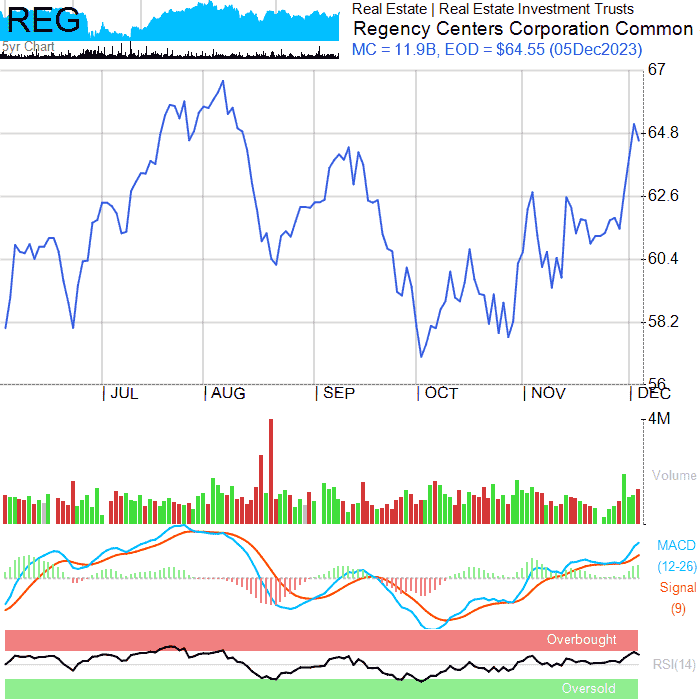 REG
5yr Chart
Real Estate | Real Estate Investment Trusts
Regency Centers Corporation Common
MC = 11.9B, EOD = $64.55 (05Dec2023)
67
64.8
62.6
60.4
58.2
56
| JUL | AUG | SEP | OCT | NOV | DEC
4M
Volume
MACD
(12-26)
Signal
(9)
Overbought
RSI(14)
Oversold